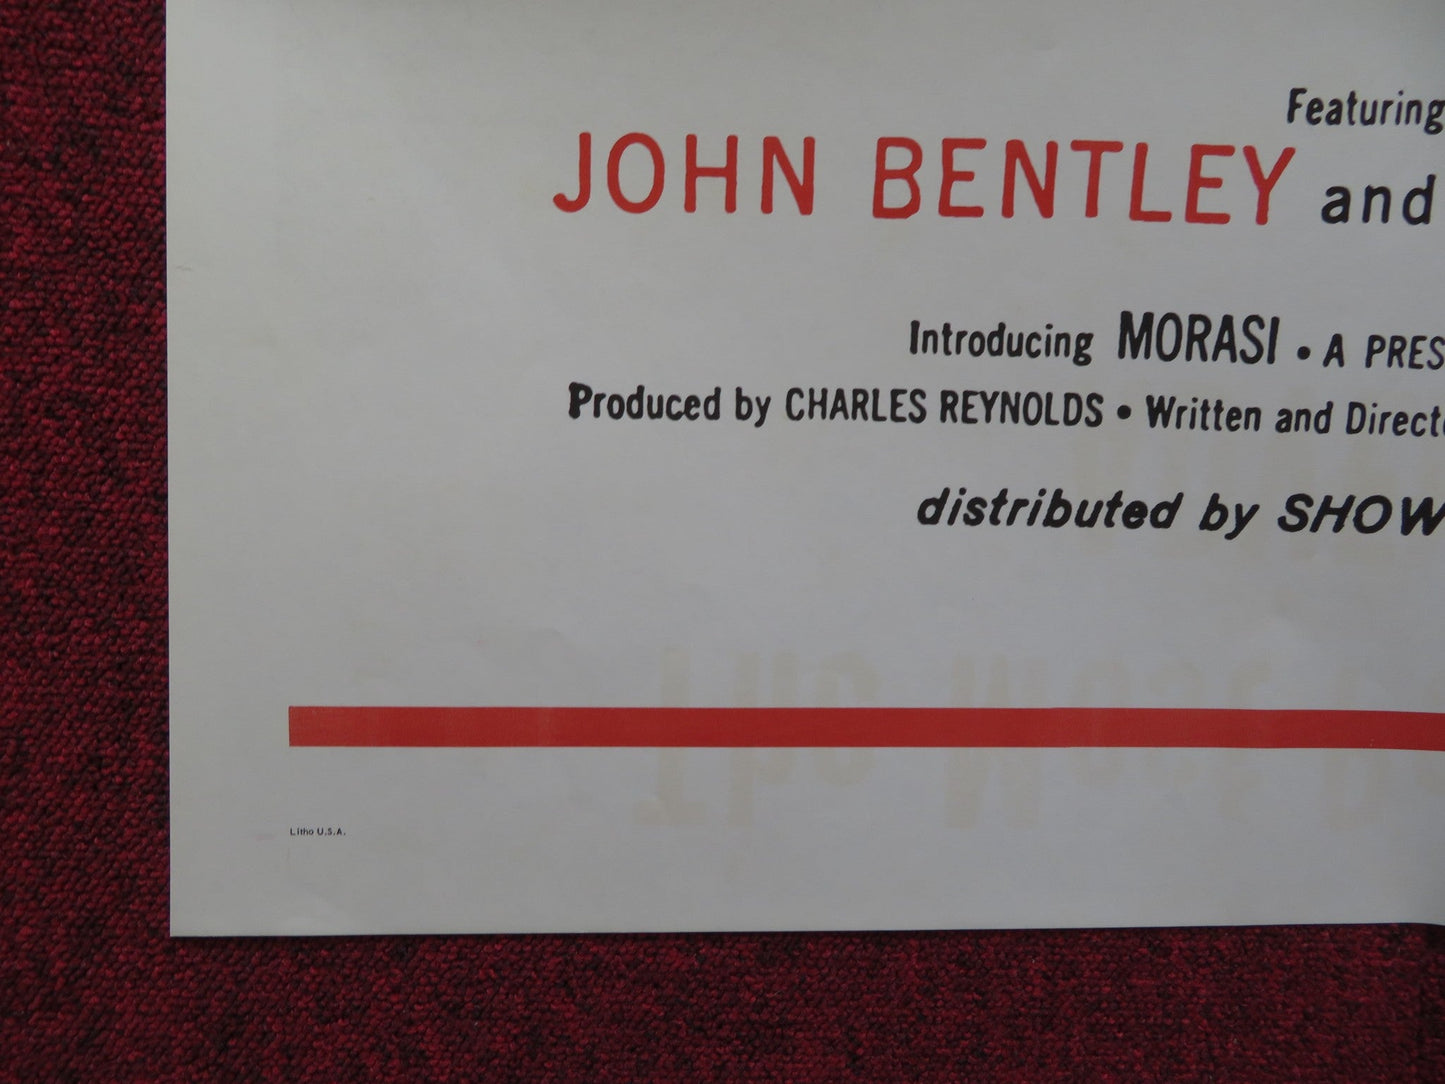 Featuring
JOHN BENTLEY and
Introducing MORASI • A PRES
Produced by CHARLES REYNOLDS • Written and Direct
distributed by SHOW
Litho U.S.A.